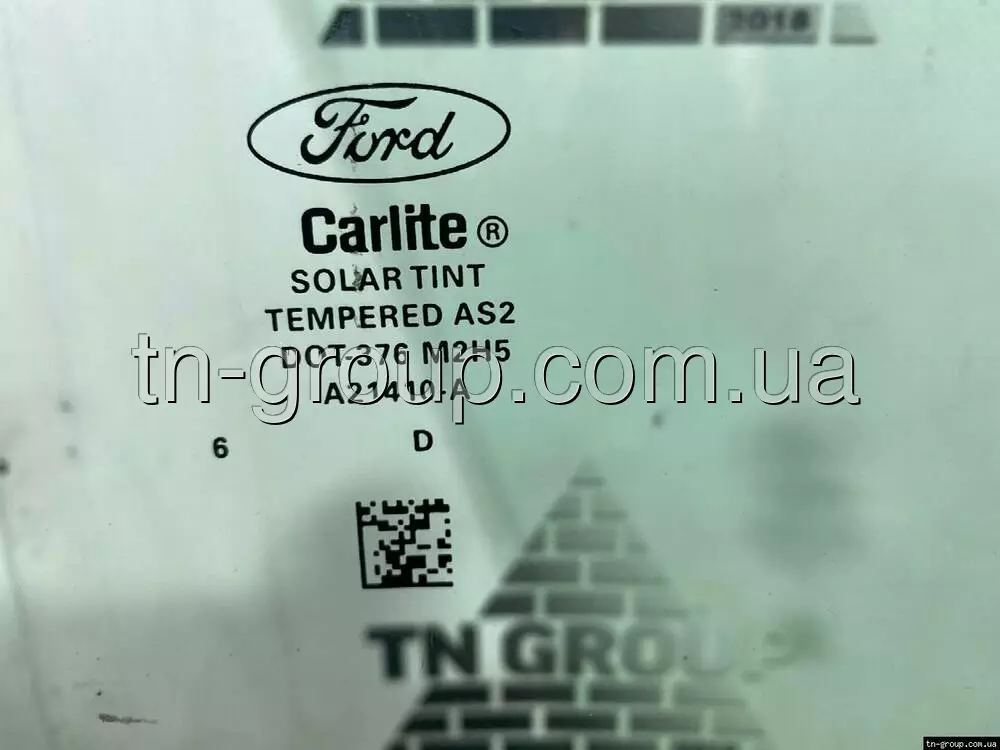 2018
Ford
Carlite®
SOLAR TINT
TEMPERED AS2
DOT-376 M2H5
tn-group.com.ua
A21410-A
6 D
TN GROUP
tn-group.com.ua